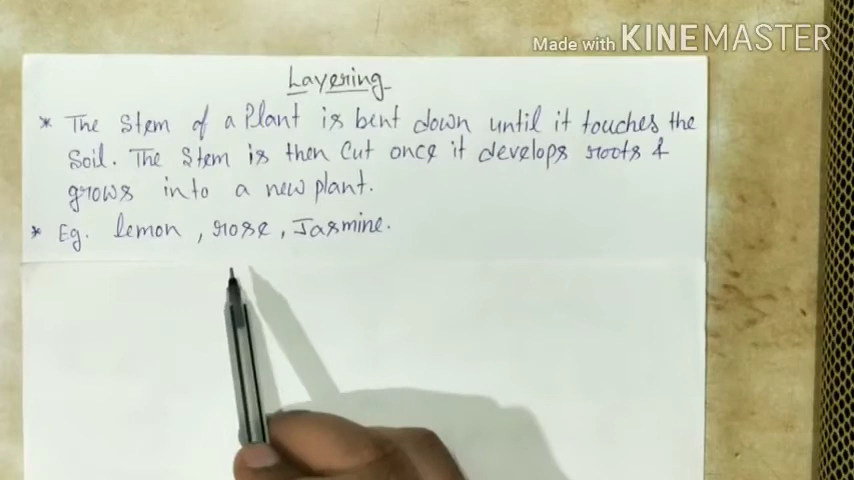 Made with KINEMASTER
Layering
* The Stem of a Plant is bent down until it touches the
Soil. The Stem is then Cut once it develops roots &
grows into a new plant.
* Eg. lemon, rose, Jasmine.